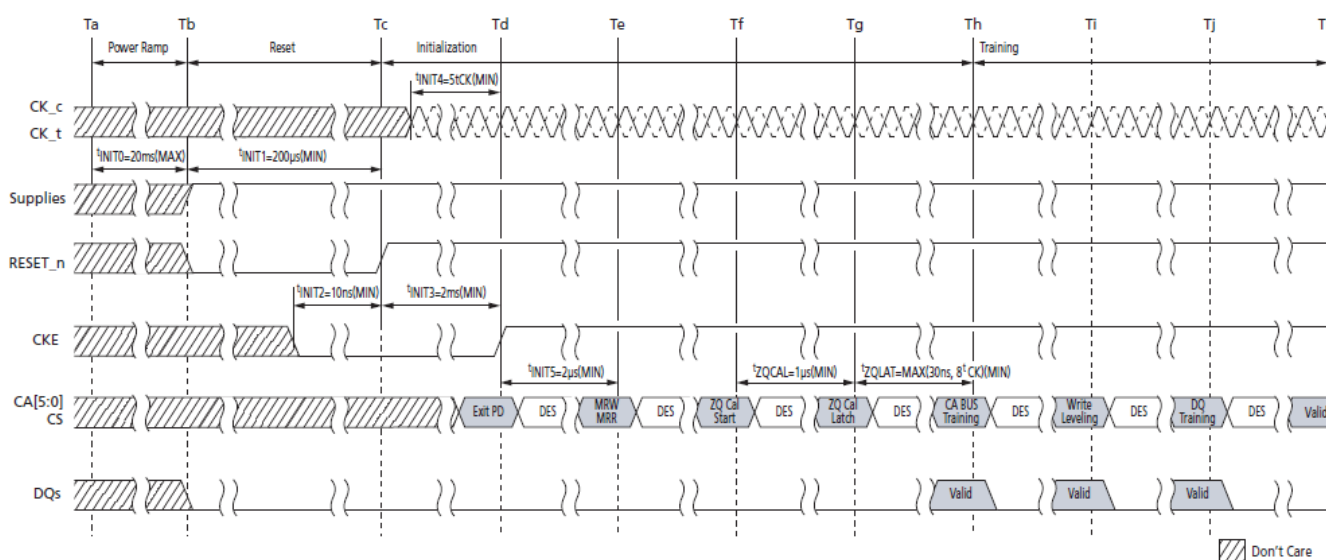 Ta Tb Tc Td Te Tf Tg Th Ti Tj T
Power Ramp Reset Initialization Training
tINIT4=5tCK(MIN)
CK_c
CK_t
tINIT0=20ms(MAX) tINIT1=200μs(MIN)
Supplies
RESET_n
tINIT2=10ns(MIN) tINIT3=2ms(MIN)
CKE
tINIT5=2μs(MIN) tZQCAL=1μs(MIN) tZQLAT=MAX(30ns, 8tCK)(MIN)
CA[5:0]
CS
Exit PD DES MRW MRR DES ZQ Cal Start DES ZQ Cal Latch DES CA BUS Training DES Write Leveling DES DQ Training DES Valid
DQs Valid Valid Valid
Don't Care